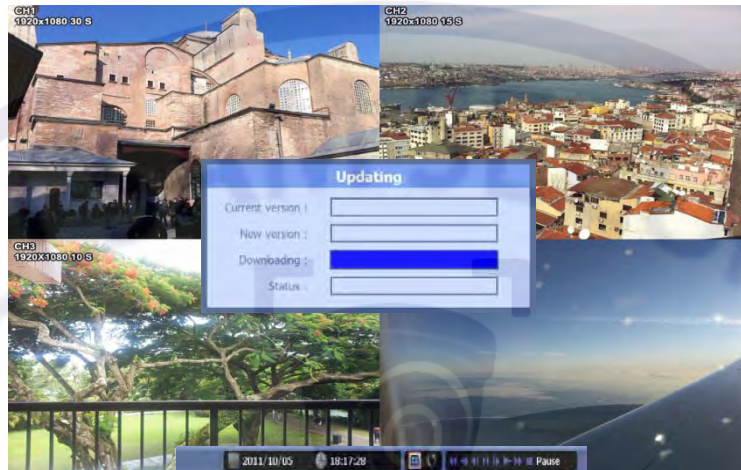 CH1
1920x1080 30 S
CH2
1920x1080 15 S
Updating
Current version :
New version :
Downloading :
Status :
CH3
1920X1080 10 S
2011/10/05 18:17:28 Pause